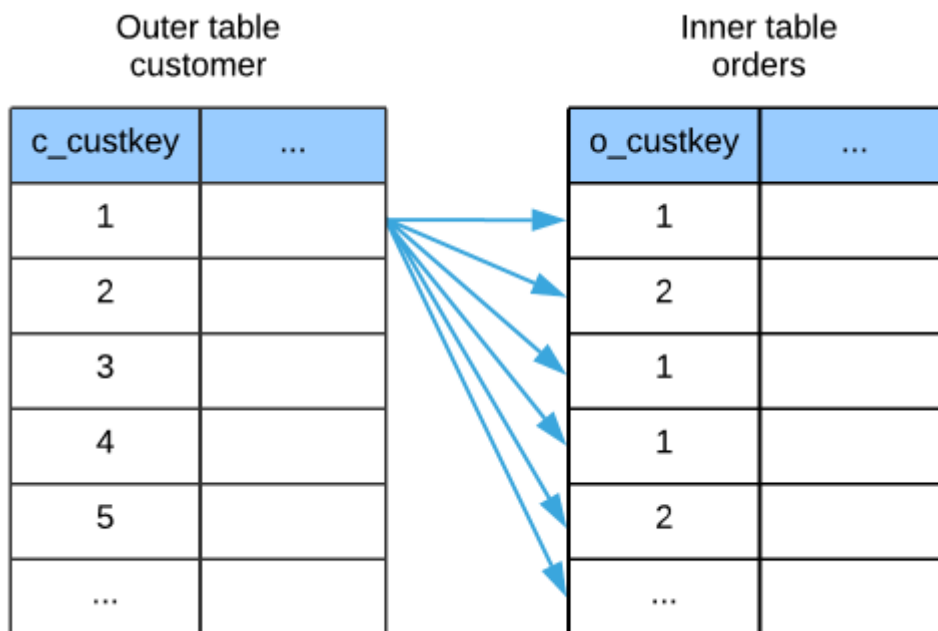 Outer table
customer
Inner table
orders
c_custkey ...
1
2
3
4
5
...
o_custkey ...
1
2
1
1
2
...